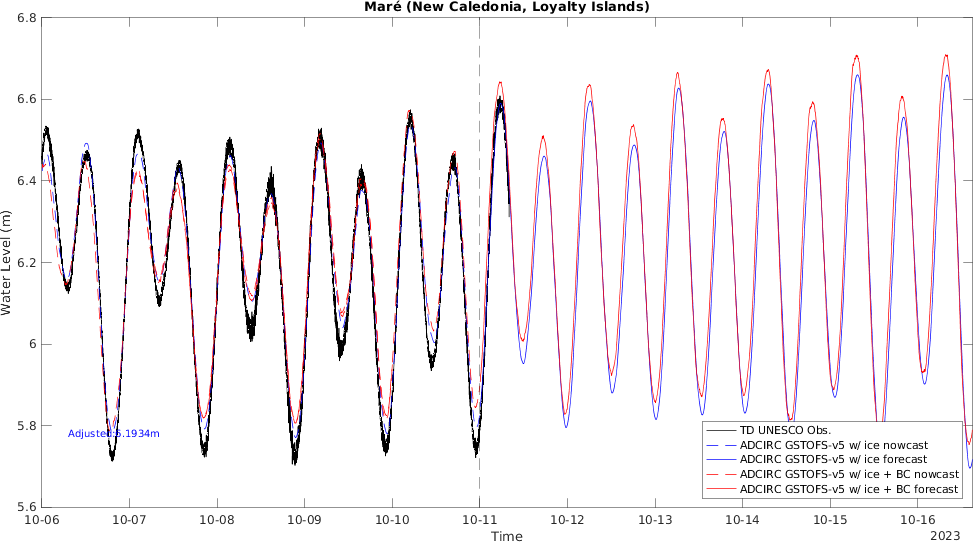 Maré (New Caledonia, Loyalty Islands)
6.8
6.6
6.4
6.2
6
5.8
5.6
Water Level (m)
Adjusted:6.1934m
TD UNESCO Obs.
ADCIRC GSTOFS-v5 w/ ice nowcast
ADCIRC GSTOFS-v5 w/ ice forecast
ADCIRC GSTOFS-v5 w/ ice + BC nowcast
ADCIRC GSTOFS-v5 w/ ice + BC forecast
10-06 10-07 10-08 10-09 10-10 10-11 10-12 10-13 10-14 10-15 10-16
Time
2023